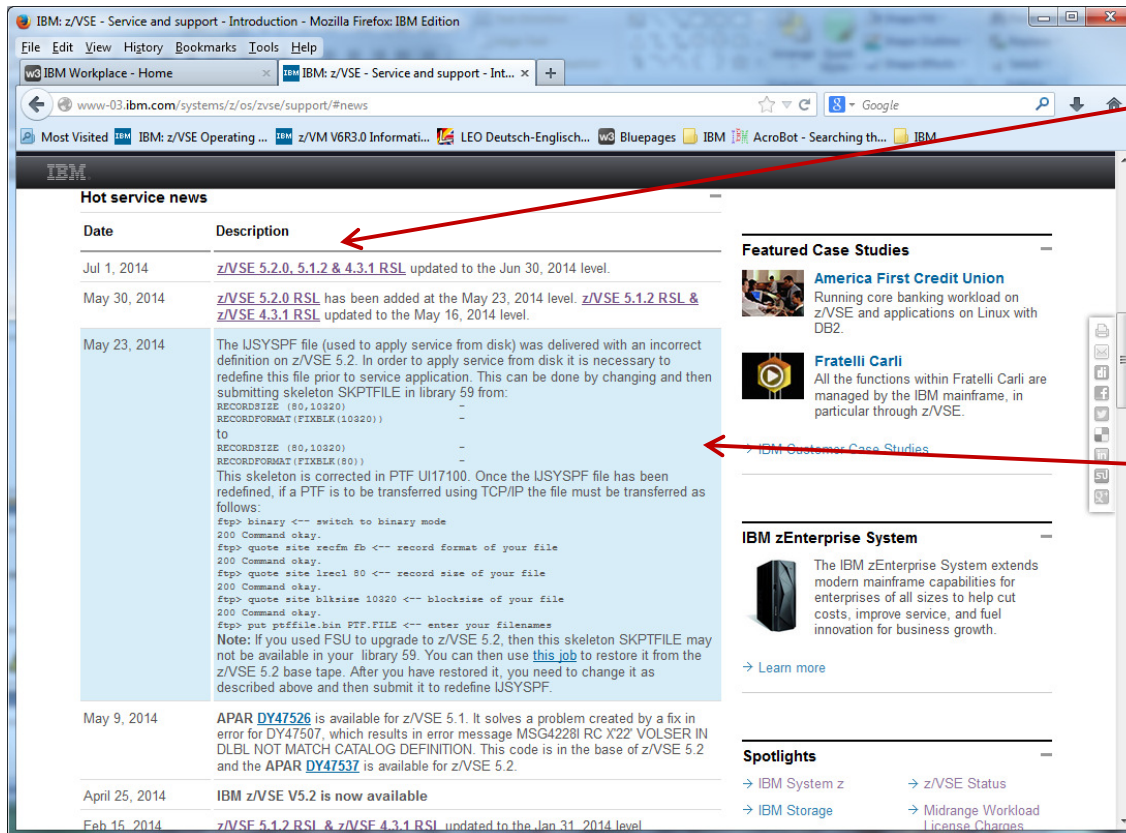 IBM: z/VSE - Service and support - Introduction - Mozilla Firefox: IBM Edition
File Edit View History Bookmarks Tools Help
w3 IBM Workplace - Home × IBM IBM: z/VSE - Service and support - Int... × +
www-03.ibm.com/systems/z/os/zvse/support/#news
8 Google
Most Visited IBM IBM: z/VSE Operating ... IBM z/VM V6R3.0 Informati... LEO Deutsch-Englisch... w3 Bluepages IBM AcroBot - Searching th... IBM
IBM.
Hot service news
Date Description
Jul 1, 2014 z/VSE 5.2.0, 5.1.2 & 4.3.1 RSL updated to the Jun 30, 2014 level.
May 30, 2014 z/VSE 5.2.0 RSL has been added at the May 23, 2014 level. z/VSE 5.1.2 RSL &
z/VSE 4.3.1 RSL updated to the May 16, 2014 level.
May 23, 2014 The IJSYSPF file (used to apply service from disk) was delivered with an incorrect
definition on z/VSE 5.2. In order to apply service from disk it is necessary to
redefine this file prior to service application. This can be done by changing and then
submitting skeleton SKPTFILE in library 59 from:
RECORDSIZE (80,10320) -
RECORDFORMAT(FIXBLK(10320)) -
to
RECORDSIZE (80,10320) -
RECORDFORMAT(FIXBLK(80)) -
This skeleton is corrected in PTF UI17100. Once the IJSYSPF file has been
redefined, if a PTF is to be transferred using TCP/IP the file must be transferred as
follows:
ftp> binary <-- switch to binary mode
200 Command okay.
ftp> quote site recfm fb <-- record format of your file
200 Command okay.
ftp> quote site lrecl 80 <-- record size of your file
200 Command okay.
ftp> quote site blksize 10320 <-- blocksize of your file
200 Command okay.
ftp> put ptffile.bin PTF.FILE <-- enter your filenames
Note: If you used FSU to upgrade to z/VSE 5.2, then this skeleton SKPTFILE may
not be available in your library 59. You can then use this job to restore it from the
z/VSE 5.2 base tape. After you have restored it, you need to change it as
described above and then submit it to redefine IJSYSPF.
May 9, 2014 APAR DY47526 is available for z/VSE 5.1. It solves a problem created by a fix in
error for DY47507, which results in error message MSG4228I RC X'22' VOLSER IN
DLBL NOT MATCH CATALOG DEFINITION. This code is in the base of z/VSE 5.2
and the APAR DY47537 is available for z/VSE 5.2.
April 25, 2014 IBM z/VSE V5.2 is now available
Feb 15, 2014 z/VSE 5.1.2 RSL & z/VSE 4.3.1 RSL updated to the Jan 31, 2014 level
Featured Case Studies
America First Credit Union
Running core banking workload on
z/VSE and applications on Linux with
DB2.
Fratelli Carli
All the functions within Fratelli Carli are
managed by the IBM mainframe, in
particular through z/VSE.
→ IBM Customer Case Studies
IBM zEnterprise System
The IBM zEnterprise System extends
modern mainframe capabilities for
enterprises of all sizes to help cut
costs, improve service, and fuel
innovation for business growth.
→ Learn more
Spotlights
→ IBM System z → z/VSE Status
→ IBM Storage → Midrange Workload
License Charges